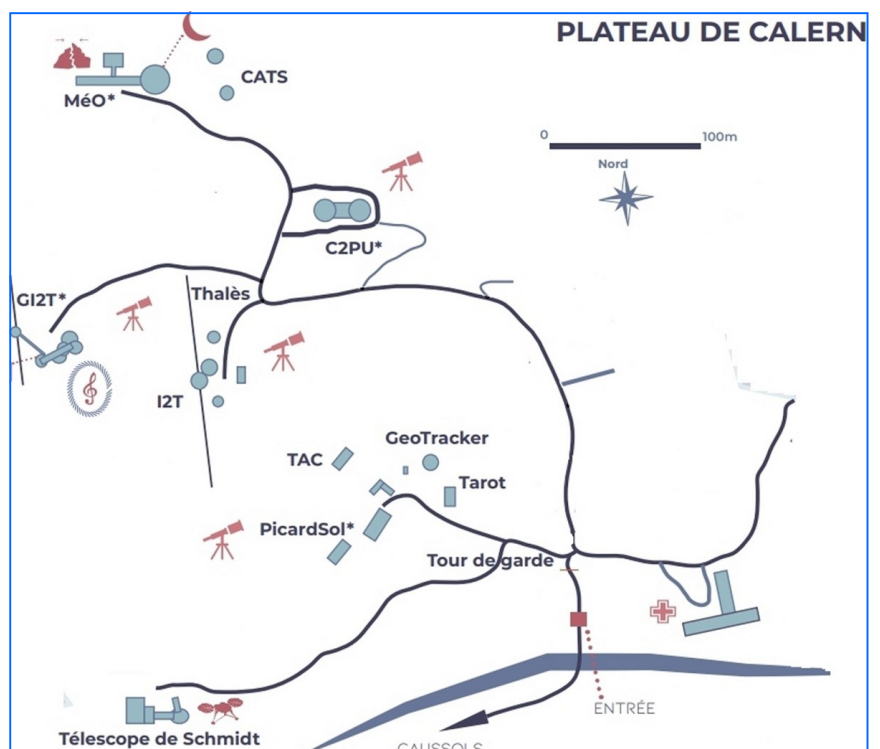 PLATEAU DE CALERN
MéO*
CATS
0 100m
Nord
C2PU*
GI2T*
Thalès
I2T
GeoTracker
TAC
Tarot
PicardSol*
Tour de garde
ENTRÉE
Télescope de Schmidt
CAUSSOLS